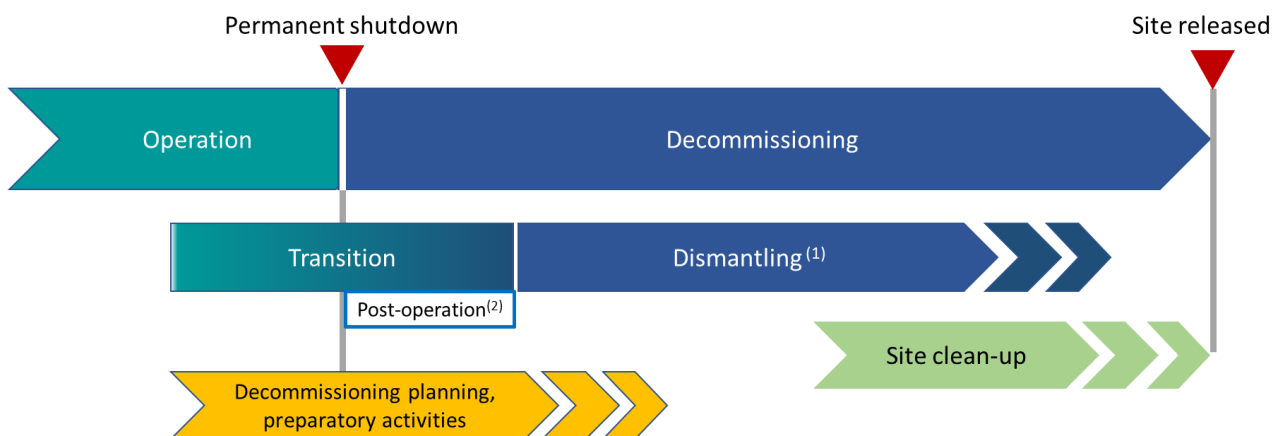 Permanent shutdown
Site released
Operation
Decommissioning
Transition
Dismantling (1)
Post-operation(2)
Site clean-up
Decommissioning planning,
preparatory activities